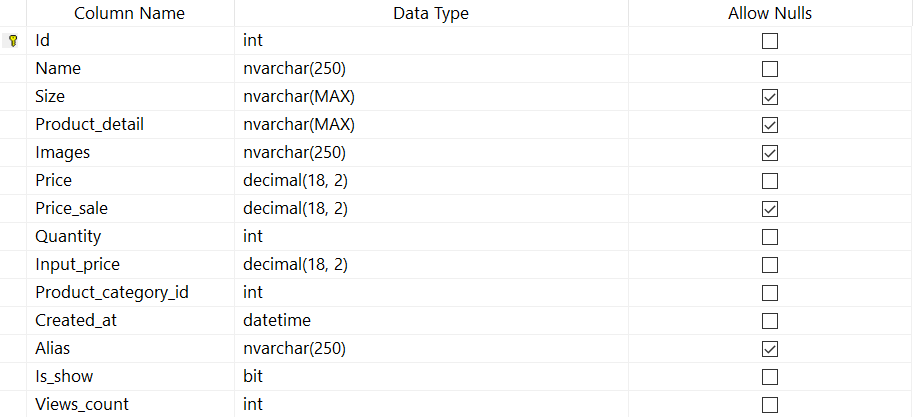 Column Name Data Type Allow Nulls
Id int
Name nvarchar(250)
Size nvarchar(MAX)
Product_detail nvarchar(MAX)
Images nvarchar(250)
Price decimal(18, 2)
Price_sale decimal(18, 2)
Quantity int
Input_price decimal(18, 2)
Product_category_id int
Created_at datetime
Alias nvarchar(250)
Is_show bit
Views_count int